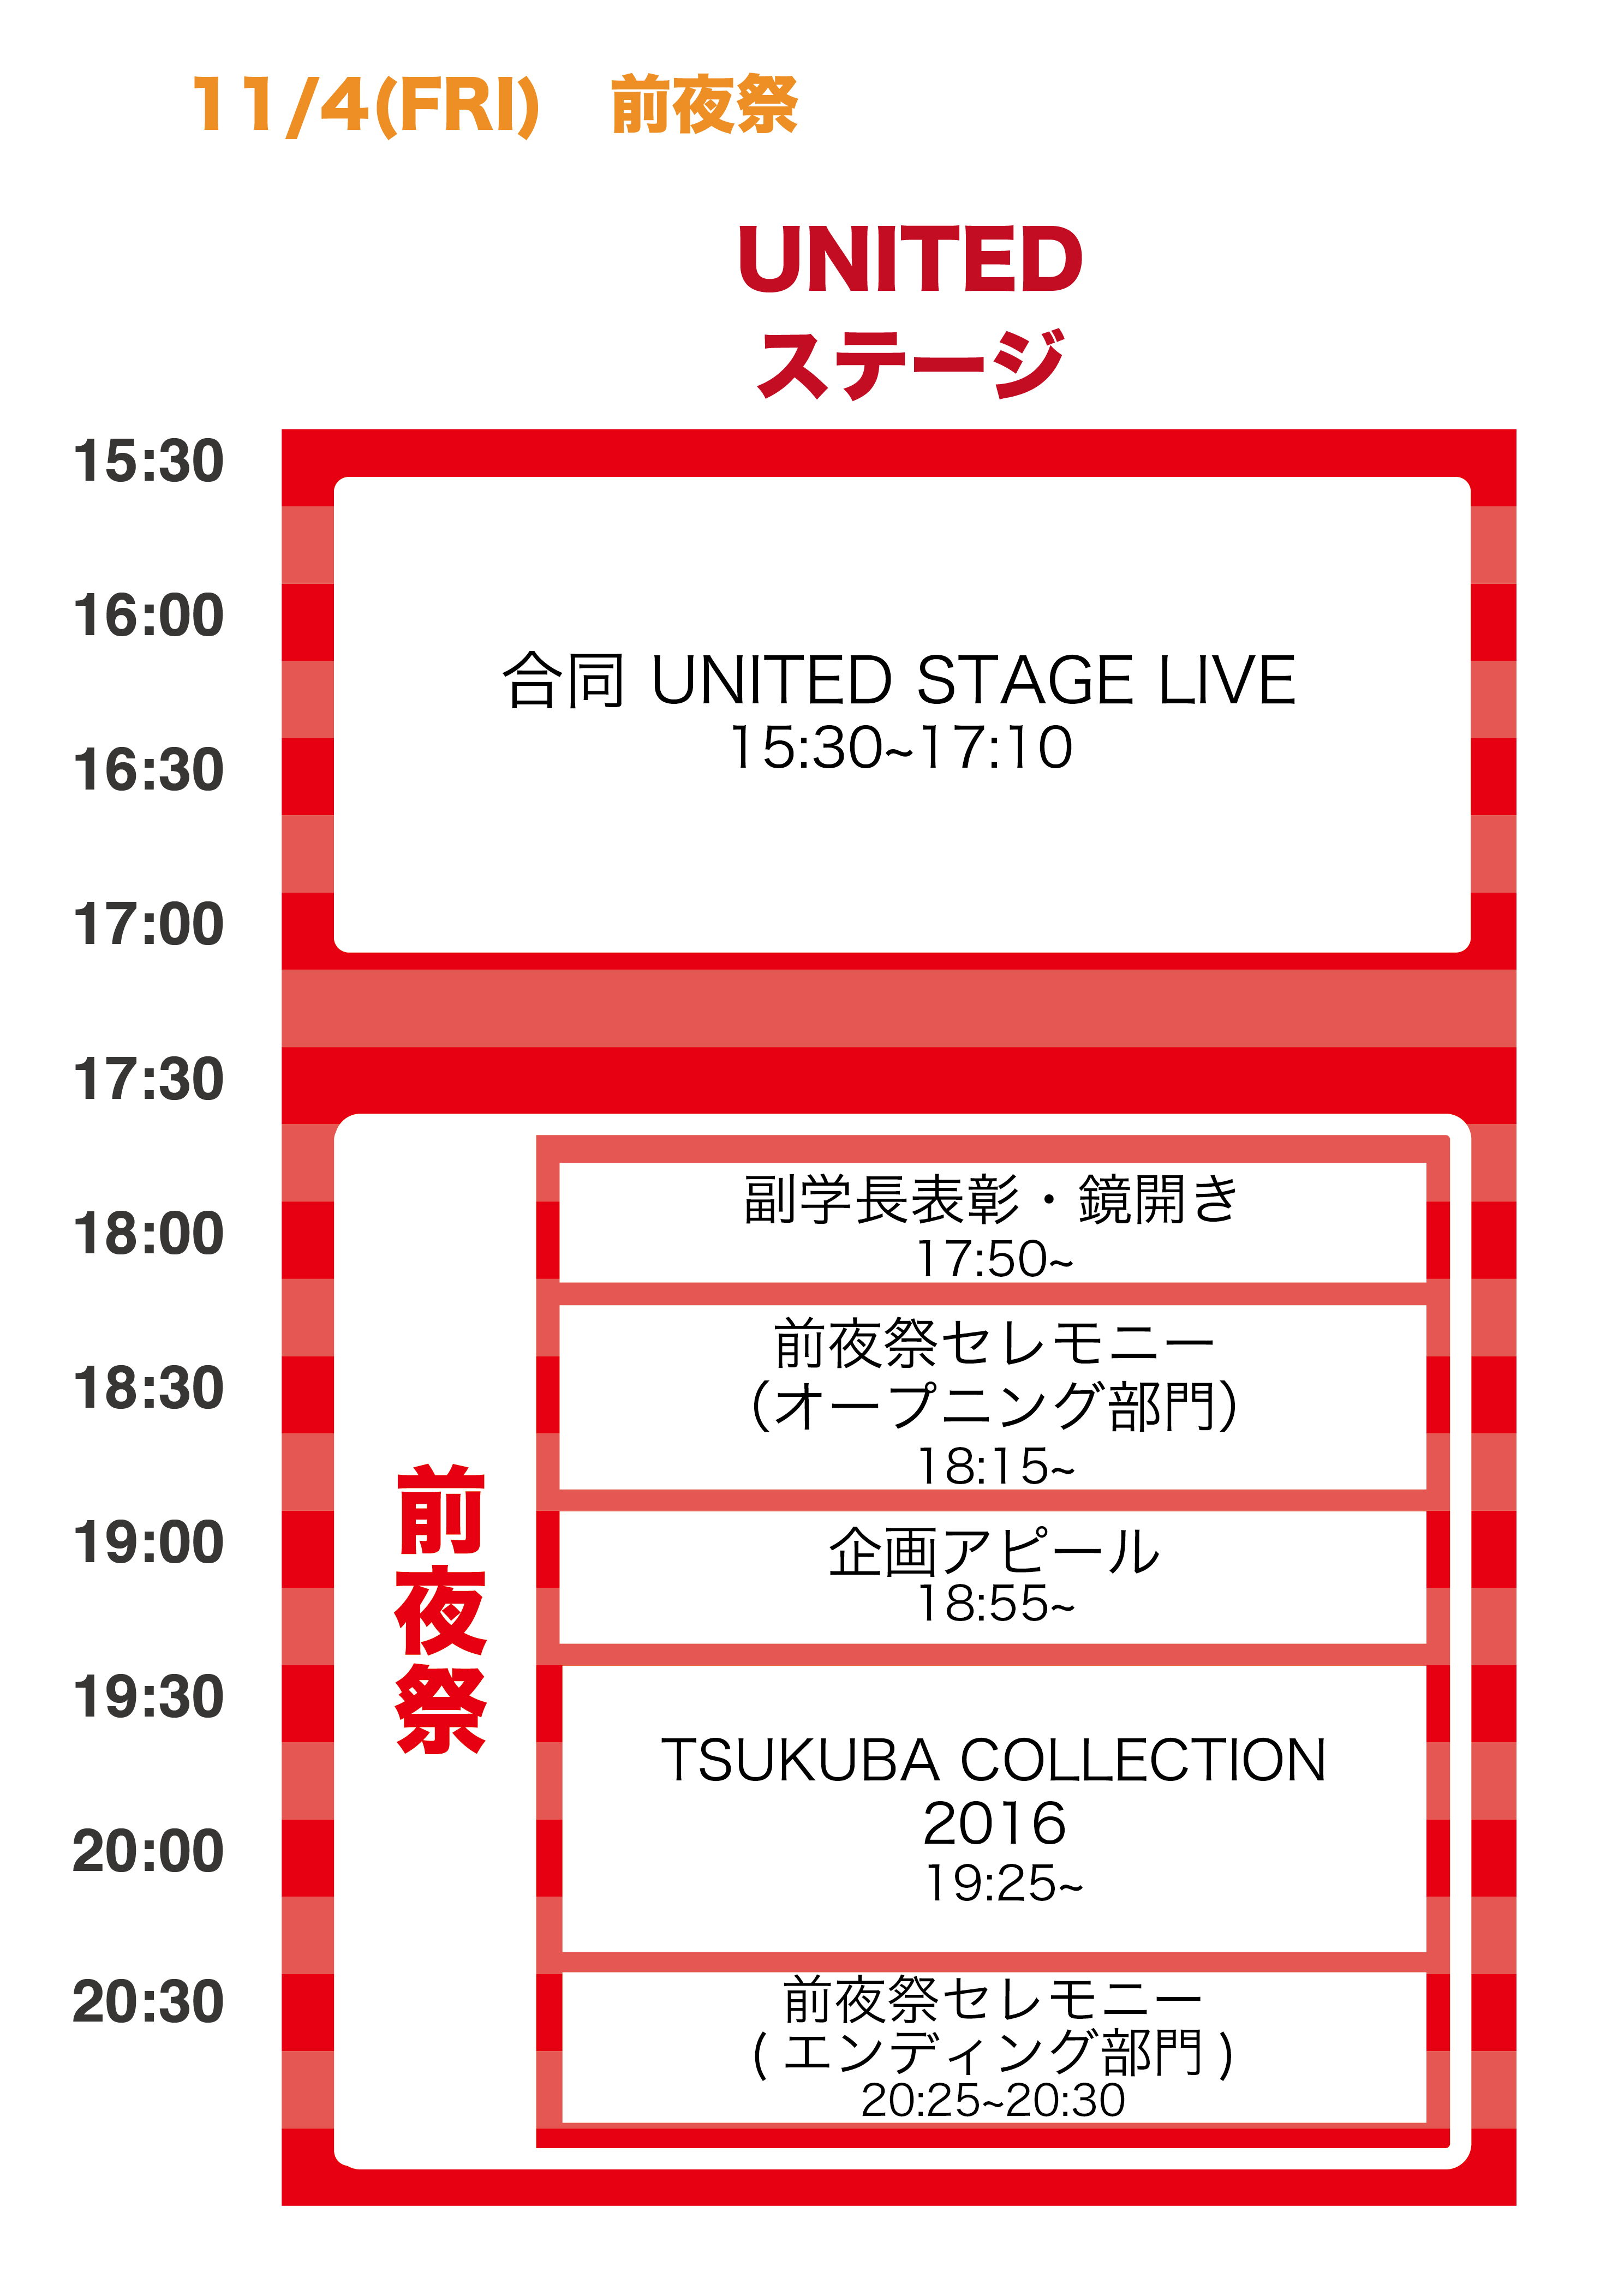 11/4(FRI)　前夜祭
UNITED
ステージ
15:30
16:00
16:30
17:00
17:30
18:00
18:30
19:00
19:30
20:00
20:30
合同 UNITED STAGE LIVE
15:30~17:10
前夜祭
副学長表彰・鏡開き
17:50~
前夜祭セレモニー
（オープニング部門）
18:15~
企画アピール
18:55~
TSUKUBA COLLECTION
2016
19:25~
前夜祭セレモニー
( エンディング部門 )
20:25~20:30